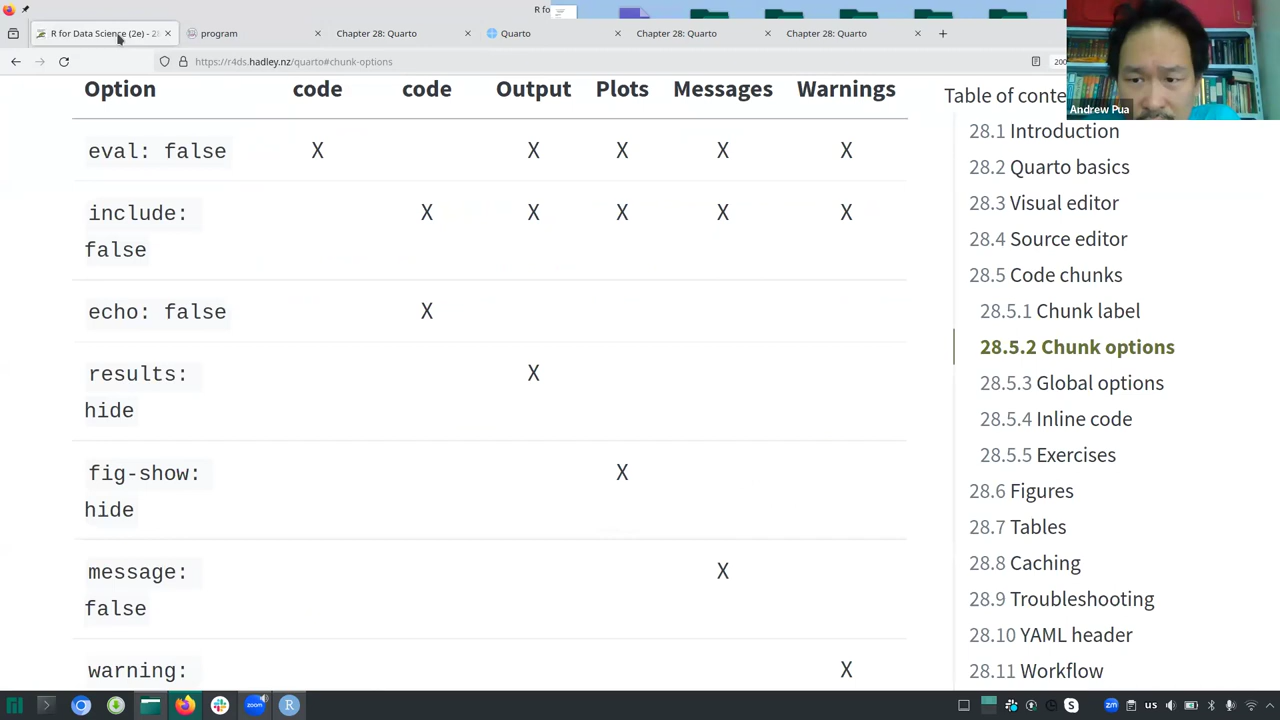 R fo
R for Data Science (2e) - 2
program
Chapter 28: Quarto
Quarto
Chapter 28: Quarto
Chapter 28: Quarto
https://r4ds.hadley.nz/quarto#chunk-options
200
Andrew Pua
Option code code Output Plots Messages Warnings
eval: false X X X X X
include: X X X X X
false
echo: false X
results: X
hide
fig-show: X
hide
message: X
false
warning: X
Table of conte
28.1 Introduction
28.2 Quarto basics
28.3 Visual editor
28.4 Source editor
28.5 Code chunks
28.5.1 Chunk label
28.5.2 Chunk options
28.5.3 Global options
28.5.4 Inline code
28.5.5 Exercises
28.6 Figures
28.7 Tables
28.8 Caching
28.9 Troubleshooting
28.10 YAML header
28.11 Workflow
zoom
R
S
zm
us